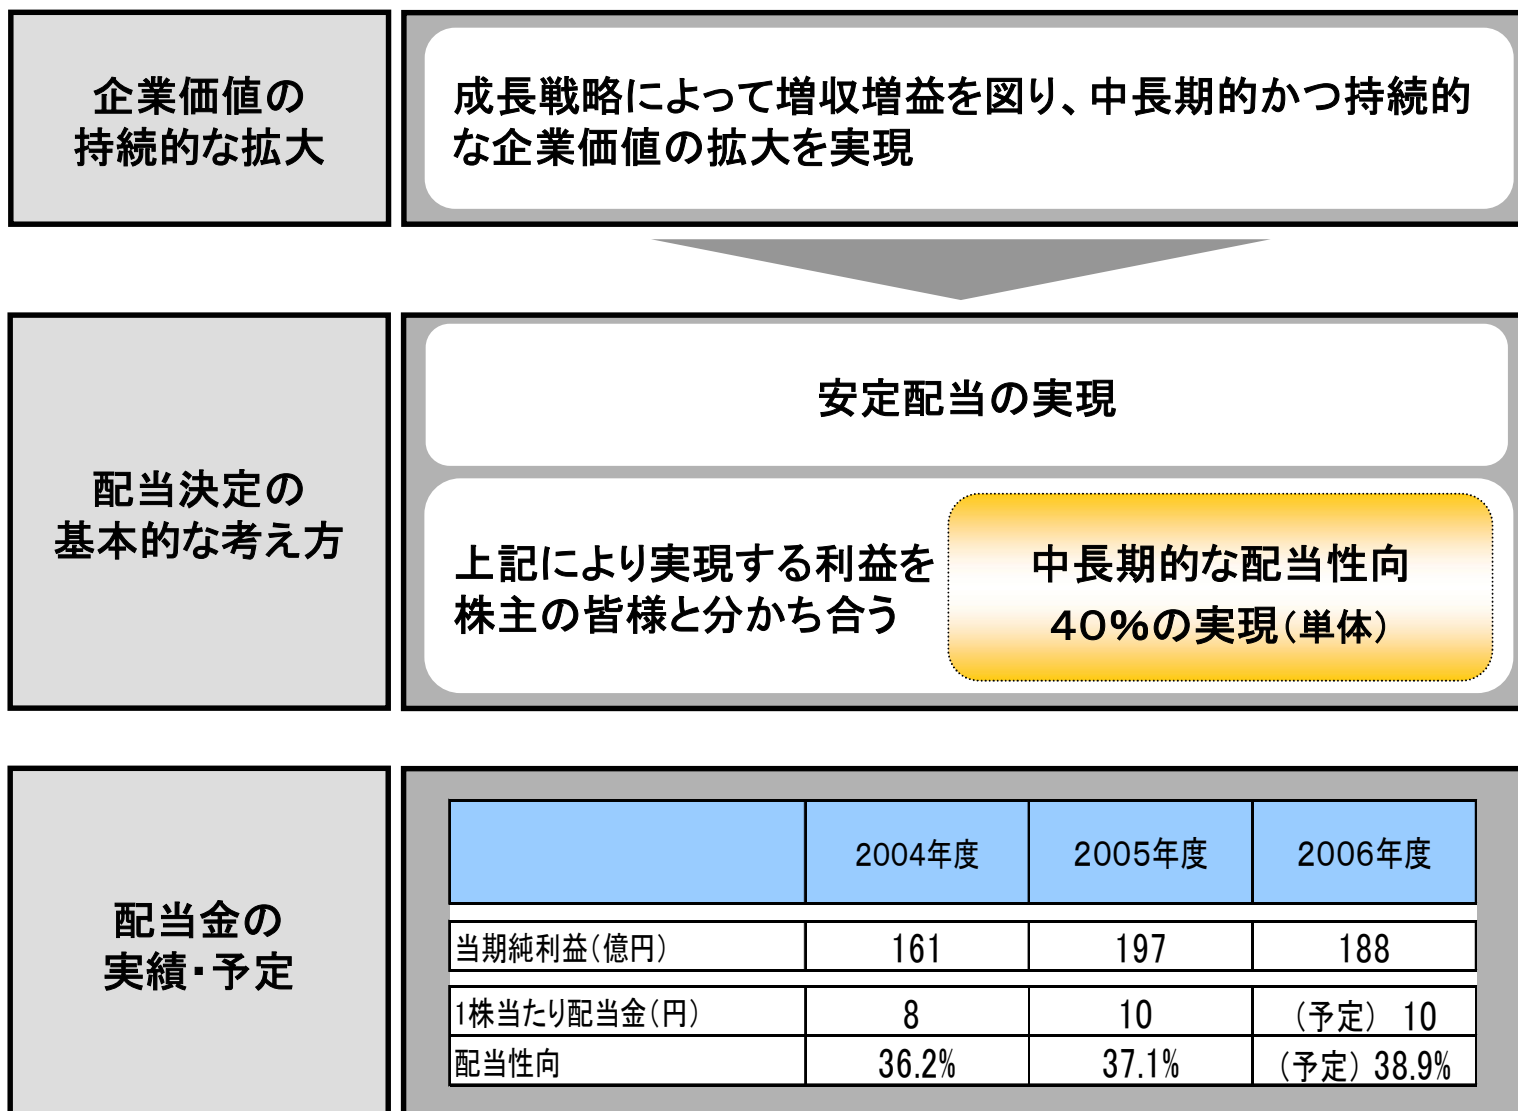 企業価値の
持続的な拡大
成長戦略によって増収増益を図り、中長期的かつ持続的
な企業価値の拡大を実現
配当決定の
基本的な考え方
安定配当の実現
上記により実現する利益を
株主の皆様と分かち合う
中長期的な配当性向
40%の実現(単体)
配当金の
実績・予定
2004年度 2005年度 2006年度
当期純利益(億円) 161 197 188
1株当たり配当金(円) 8 10 (予定) 10
配当性向 36.2% 37.1% (予定) 38.9%